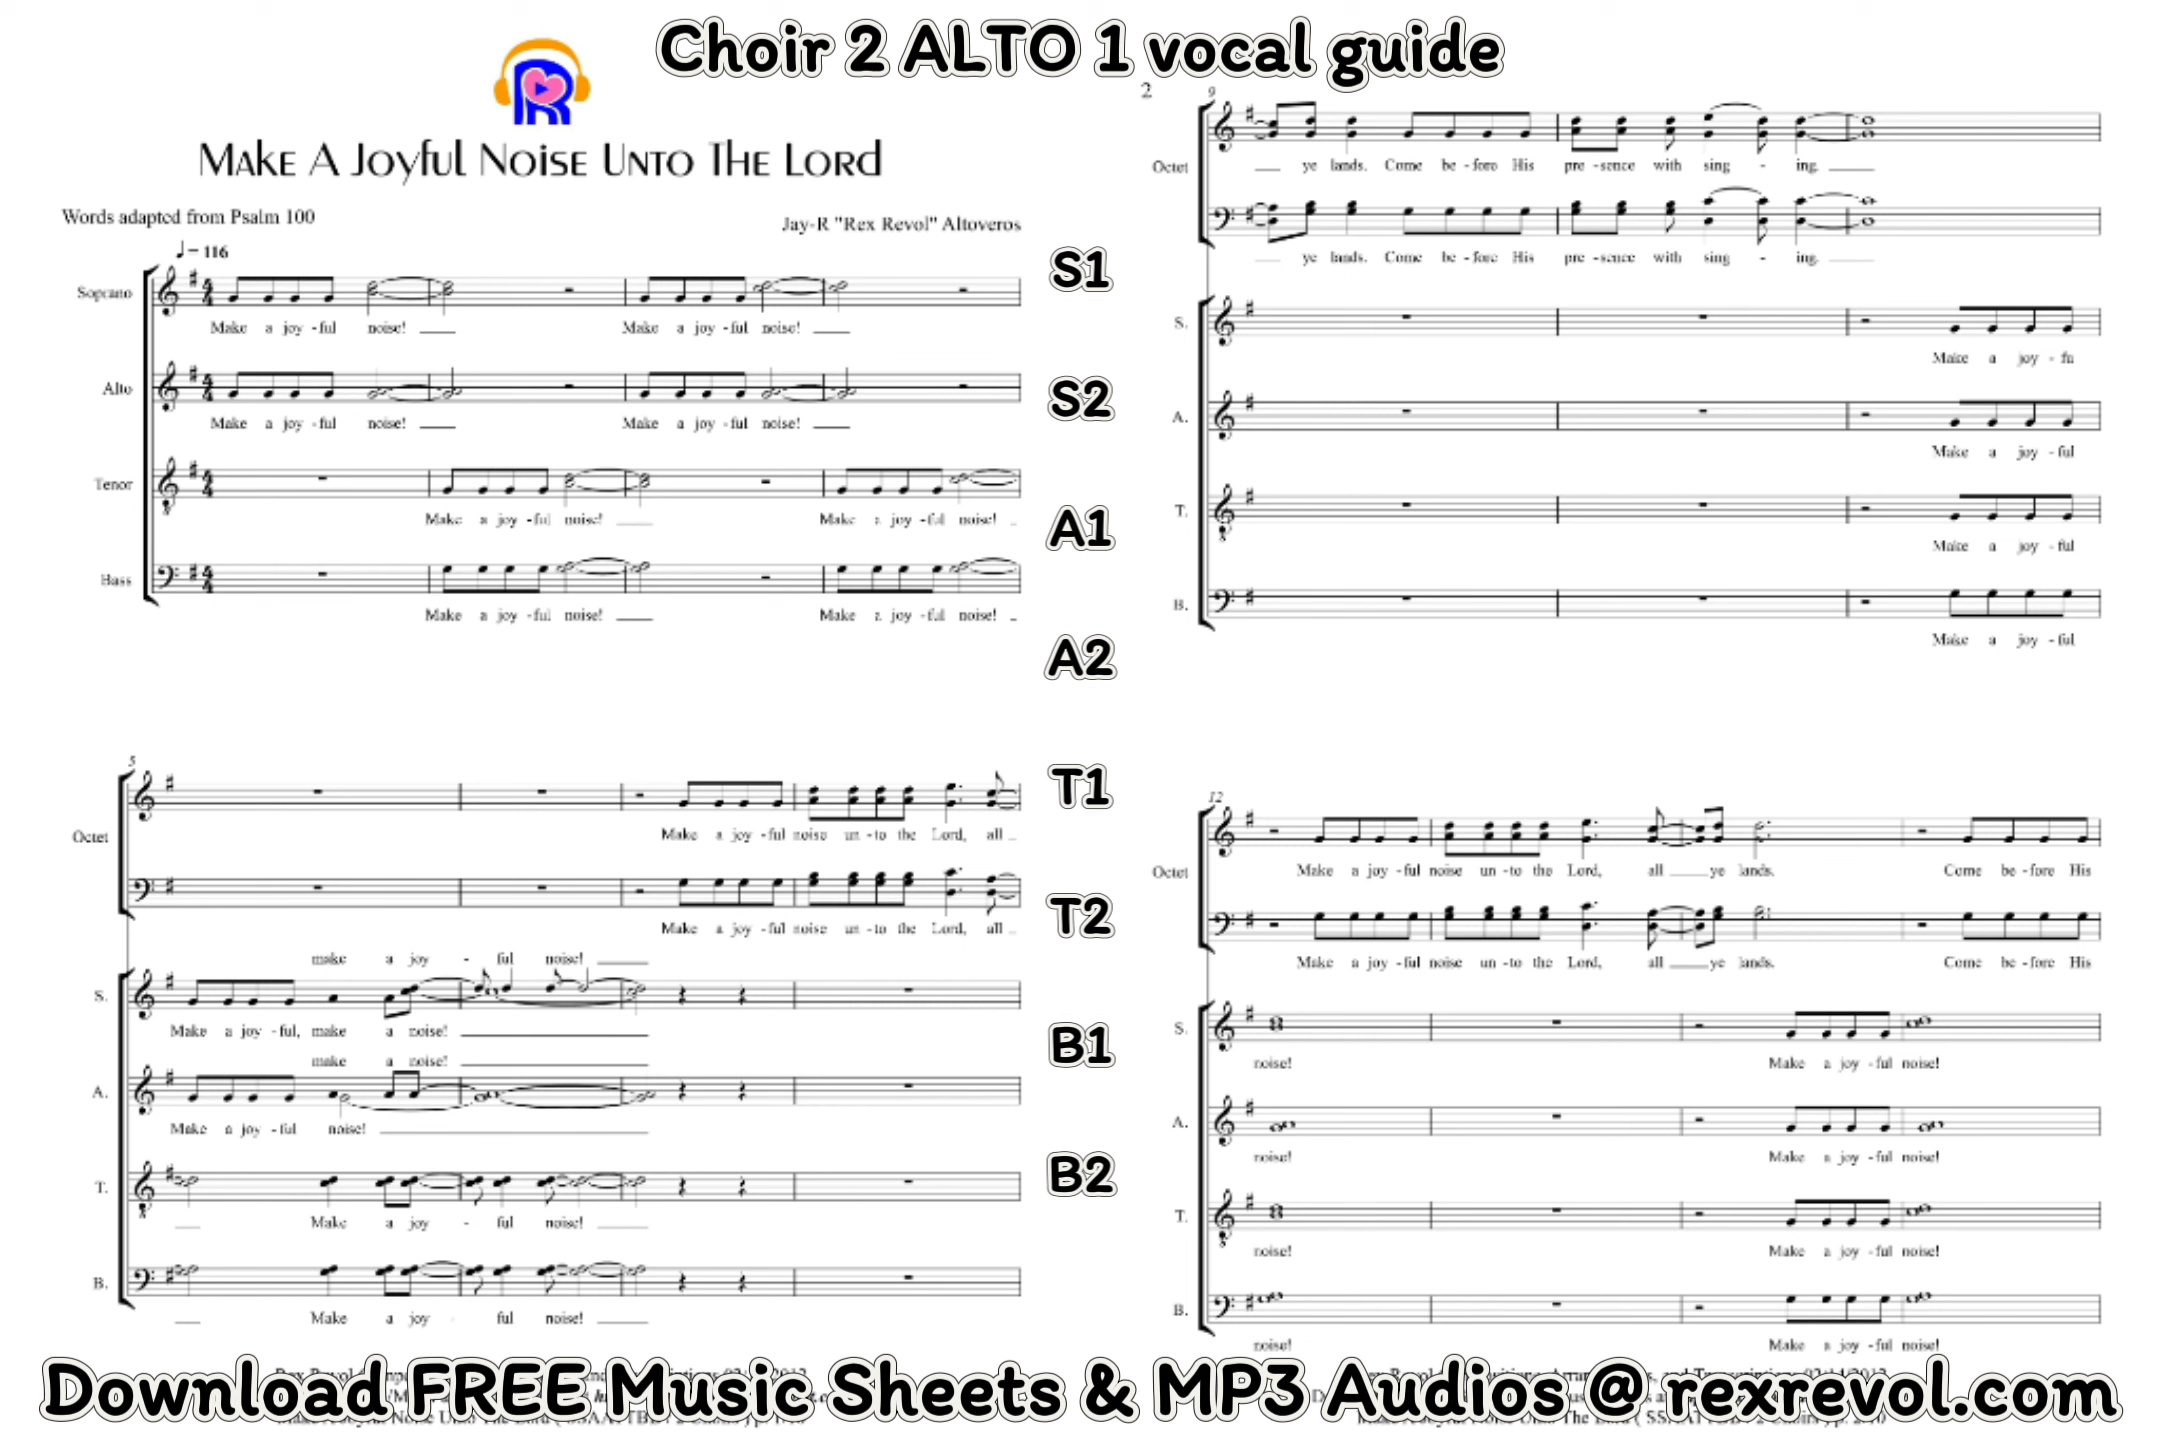 Choir 2 ALTO 1 vocal guide
Make A Joyful Noise Unto The Lord
Words adapted from Psalm 100
Jay-R "Rex Revol" Altoveros
♩ = 116
Soprano
Make a joy - ful noise! Make a joy - ful noise!
Alto
Make a joy - ful noise! Make a joy - ful noise!
Tenor
Make a joy - ful noise! Make a joy - ful noise!
Bass
Make a joy - ful noise! Make a joy - ful noise!
5
Octet
Make a joy - ful noise un - to the Lord, all
Make a joy - ful noise un - to the Lord, all
make a joy - ful noise!
S.
Make a joy - ful, make a noise!
make a noise!
A.
Make a joy - ful noise!
T.
Make a joy - ful noise!
B.
Make a joy ful noise!
S1
S2
A1
A2
T1
T2
B1
B2
2
9
Octet
ye lands. Come be - fore His pre - sence with sing - ing.
ye lands. Come be - fore His pre - sence with sing - ing.
S.
Make a joy - fu
A.
Make a joy - ful
T.
Make a joy - ful
B.
Make a joy - ful
12
Octet
Make a joy - ful noise un - to the Lord, all ye lands. Come be - fore His
Make a joy - ful noise un - to the Lord, all ye lands. Come be - fore His
S.
noise! Make a joy - ful noise!
A.
noise! Make a joy - ful noise!
T.
noise! Make a joy - ful noise!
B.
noise! Make a joy - ful noise!
Download FREE Music Sheets & MP3 Audios @ rexrevol.com